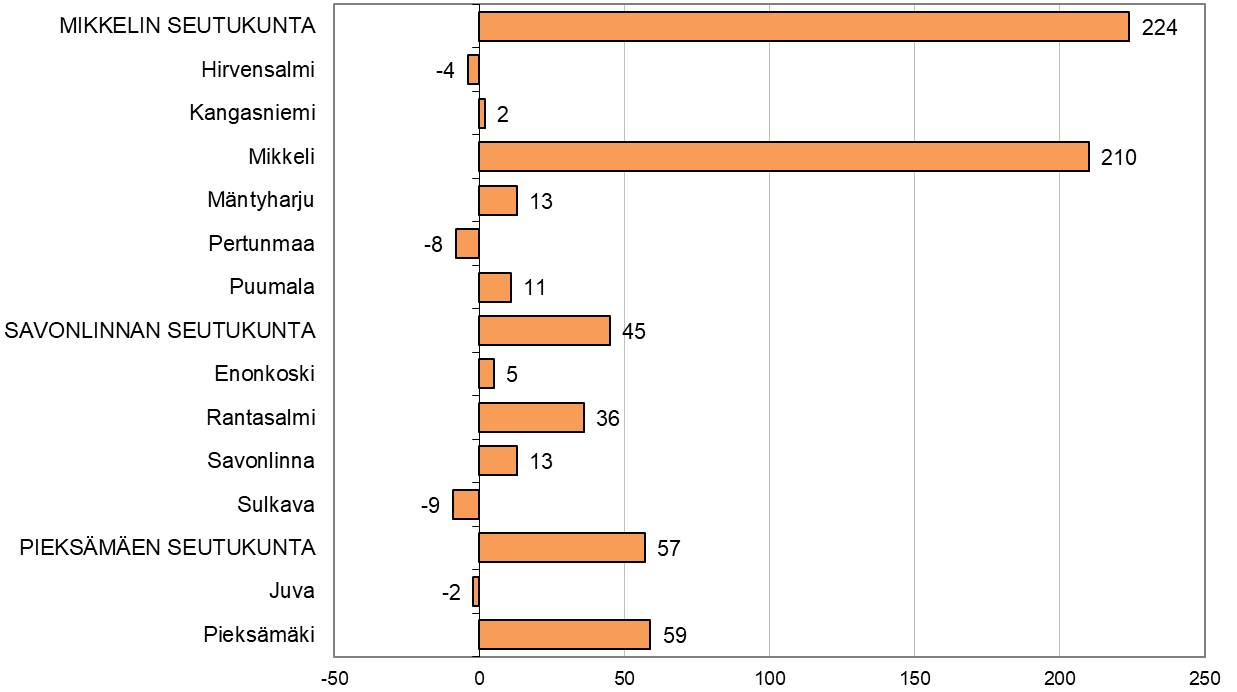 MIKKELIN SEUTUKUNTA 224
Hirvensalmi -4
Kangasniemi 2
Mikkeli 210
Mäntyharju 13
Pertunmaa -8
Puumala 11
SAVONLINNAN SEUTUKUNTA 45
Enonkoski 5
Rantasalmi 36
Savonlinna 13
Sulkava -9
PIEKSÄMÄEN SEUTUKUNTA 57
Juva -2
Pieksämäki 59
-50 0 50 100 150 200 250